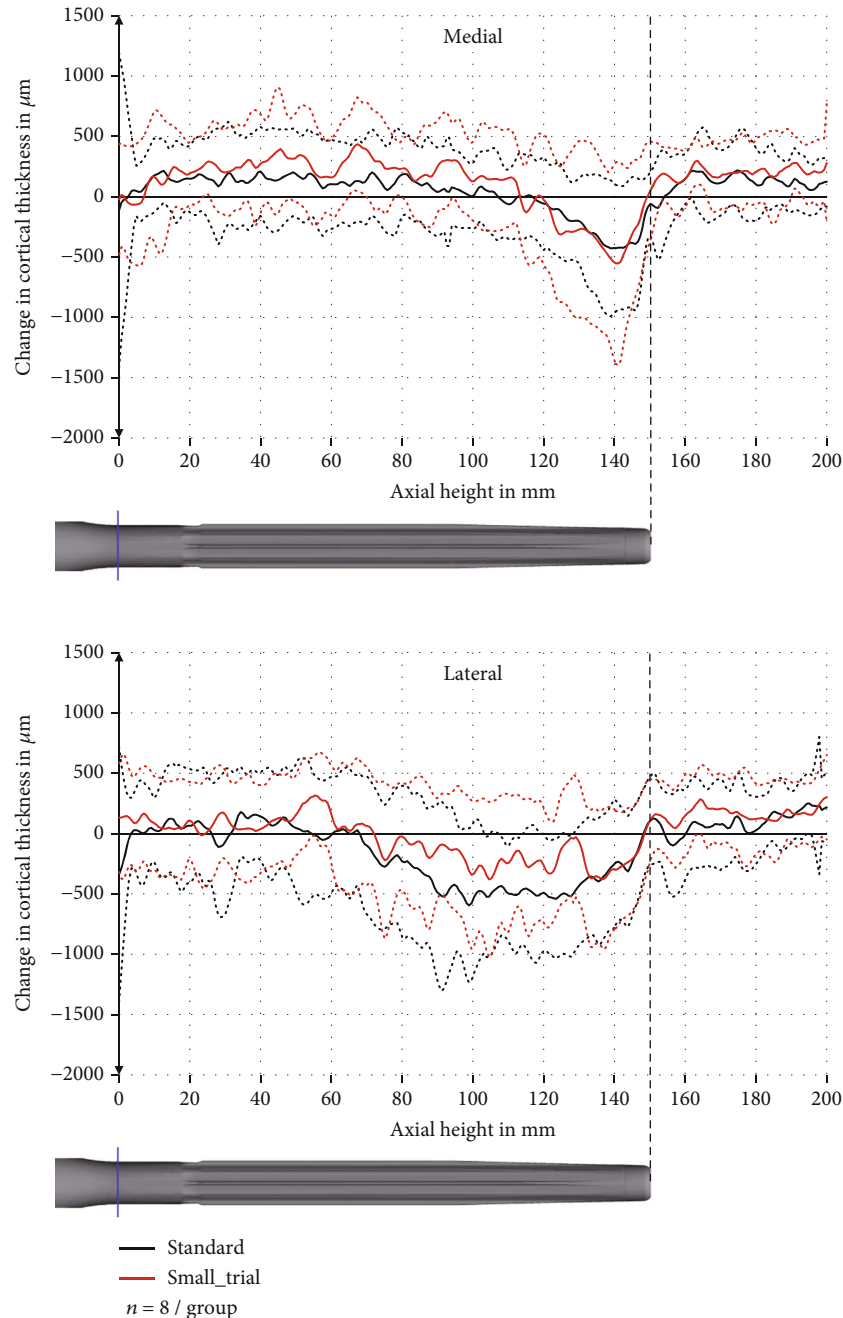 Medial
Change in cortical thickness in μm
1500
1000
500
0
−500
−1000
−1500
−2000
0 20 40 60 80 100 120 140 160 180 200
Axial height in mm
Lateral
Change in cortical thickness in μm
1500
1000
500
0
−500
−1000
−1500
−2000
0 20 40 60 80 100 120 140 160 180 200
Axial height in mm
Standard
Small_trial
n = 8 / group